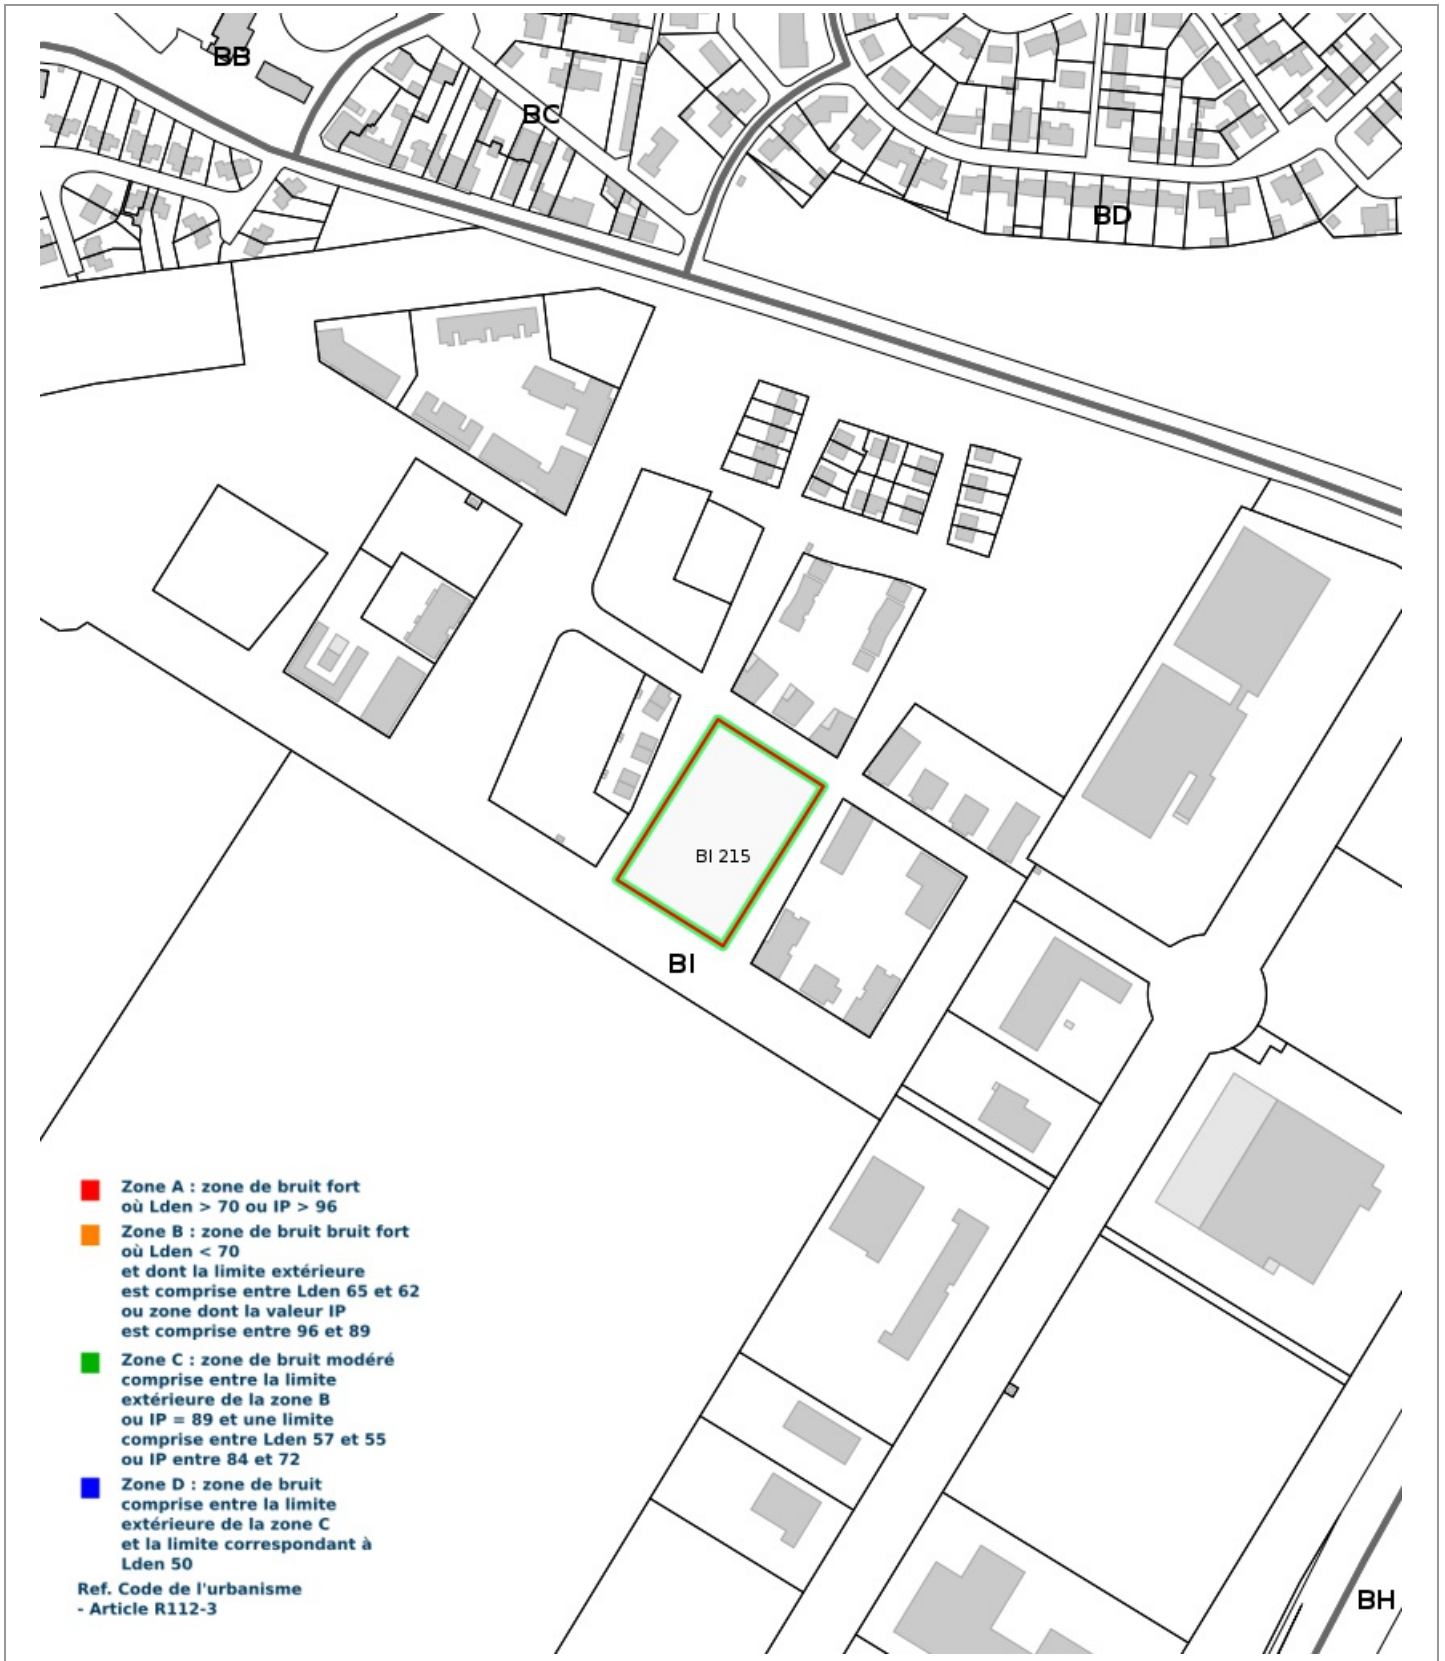 BB
BC
BD
BI 215
BI
Zone A : zone de bruit fort
où Lden > 70 ou IP > 96
Zone B : zone de bruit bruit fort
où Lden < 70
et dont la limite extérieure
est comprise entre Lden 65 et 62
ou zone dont la valeur IP
est comprise entre 96 et 89
Zone C : zone de bruit modéré
comprise entre la limite
extérieure de la zone B
ou IP = 89 et une limite
comprise entre Lden 57 et 55
ou IP entre 84 et 72
Zone D : zone de bruit
comprise entre la limite
extérieure de la zone C
et la limite correspondant à
Lden 50
Ref. Code de l'urbanisme
- Article R112-3
BH